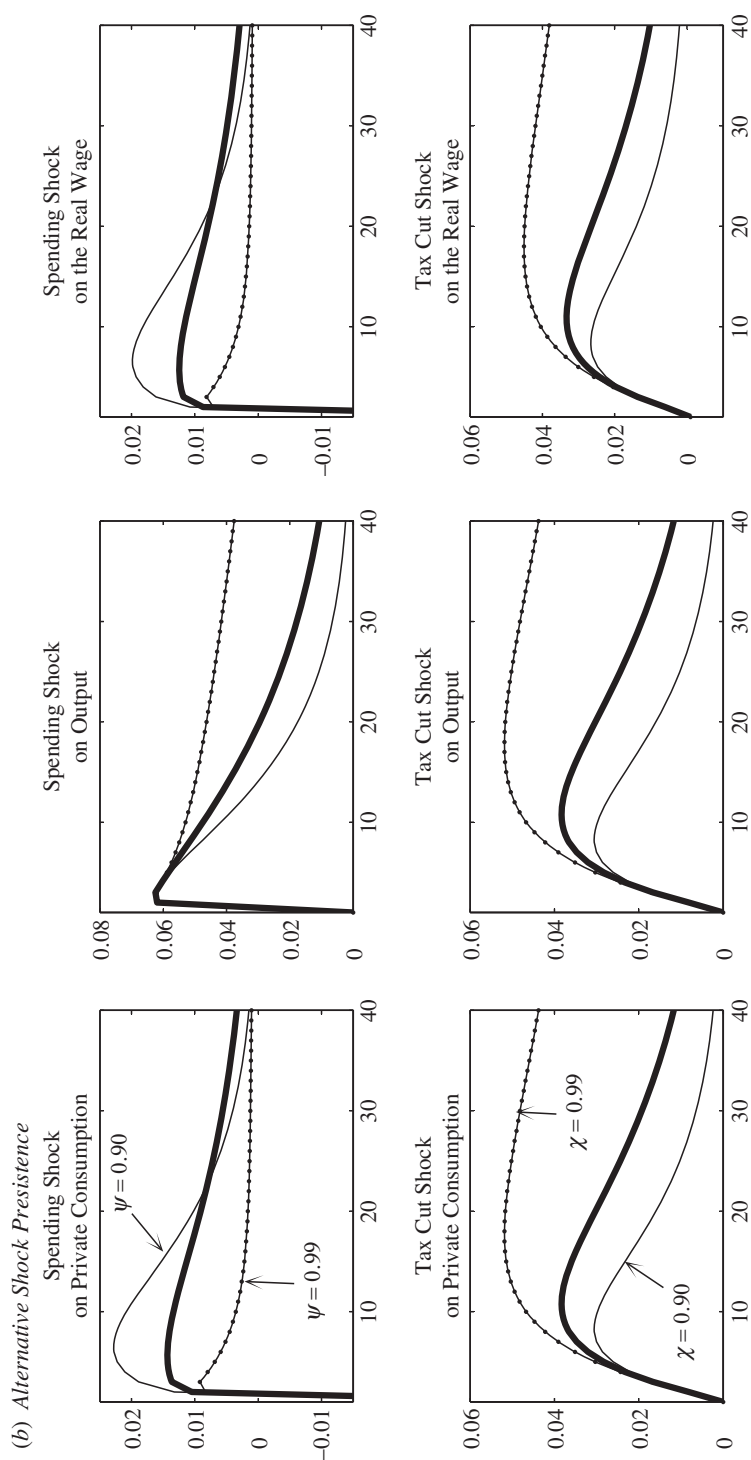 (b) Alternative Shock Presistence
Spending Shock
on Private Consumption
0.02
0.01
0
−0.01
10
20
30
40
ψ = 0.90
ψ = 0.99
Spending Shock
on Output
0.08
0.06
0.04
0.02
0
10
20
30
40
Spending Shock
on the Real Wage
0.02
0.01
0
−0.01
10
20
30
40
Tax Cut Shock
on Private Consumption
0.06
0.04
0.02
0
10
20
30
40
χ = 0.99
χ = 0.90
Tax Cut Shock
on Output
0.06
0.04
0.02
0
10
20
30
40
Tax Cut Shock
on the Real Wage
0.06
0.04
0.02
0
10
20
30
40